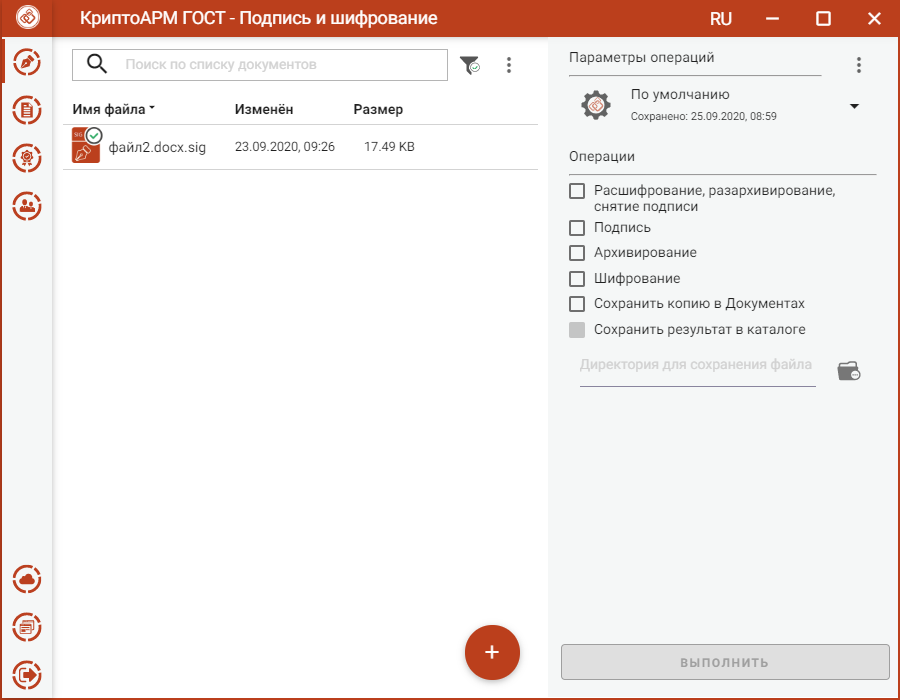 КриптоАРМ ГОСТ - Подпись и шифрование
RU
Поиск по списку документов
Имя файла
Изменён
Размер
SIG
файл2.docx.sig
23.09.2020, 09:26
17.49 KB
Параметры операций
По умолчанию
Сохранено: 25.09.2020, 08:59
Операции
Расшифрование, разархивирование,
снятие подписи
Подпись
Архивирование
Шифрование
Сохранить копию в Документах
Сохранить результат в каталоге
Директория для сохранения файла
ВЫПОЛНИТЬ